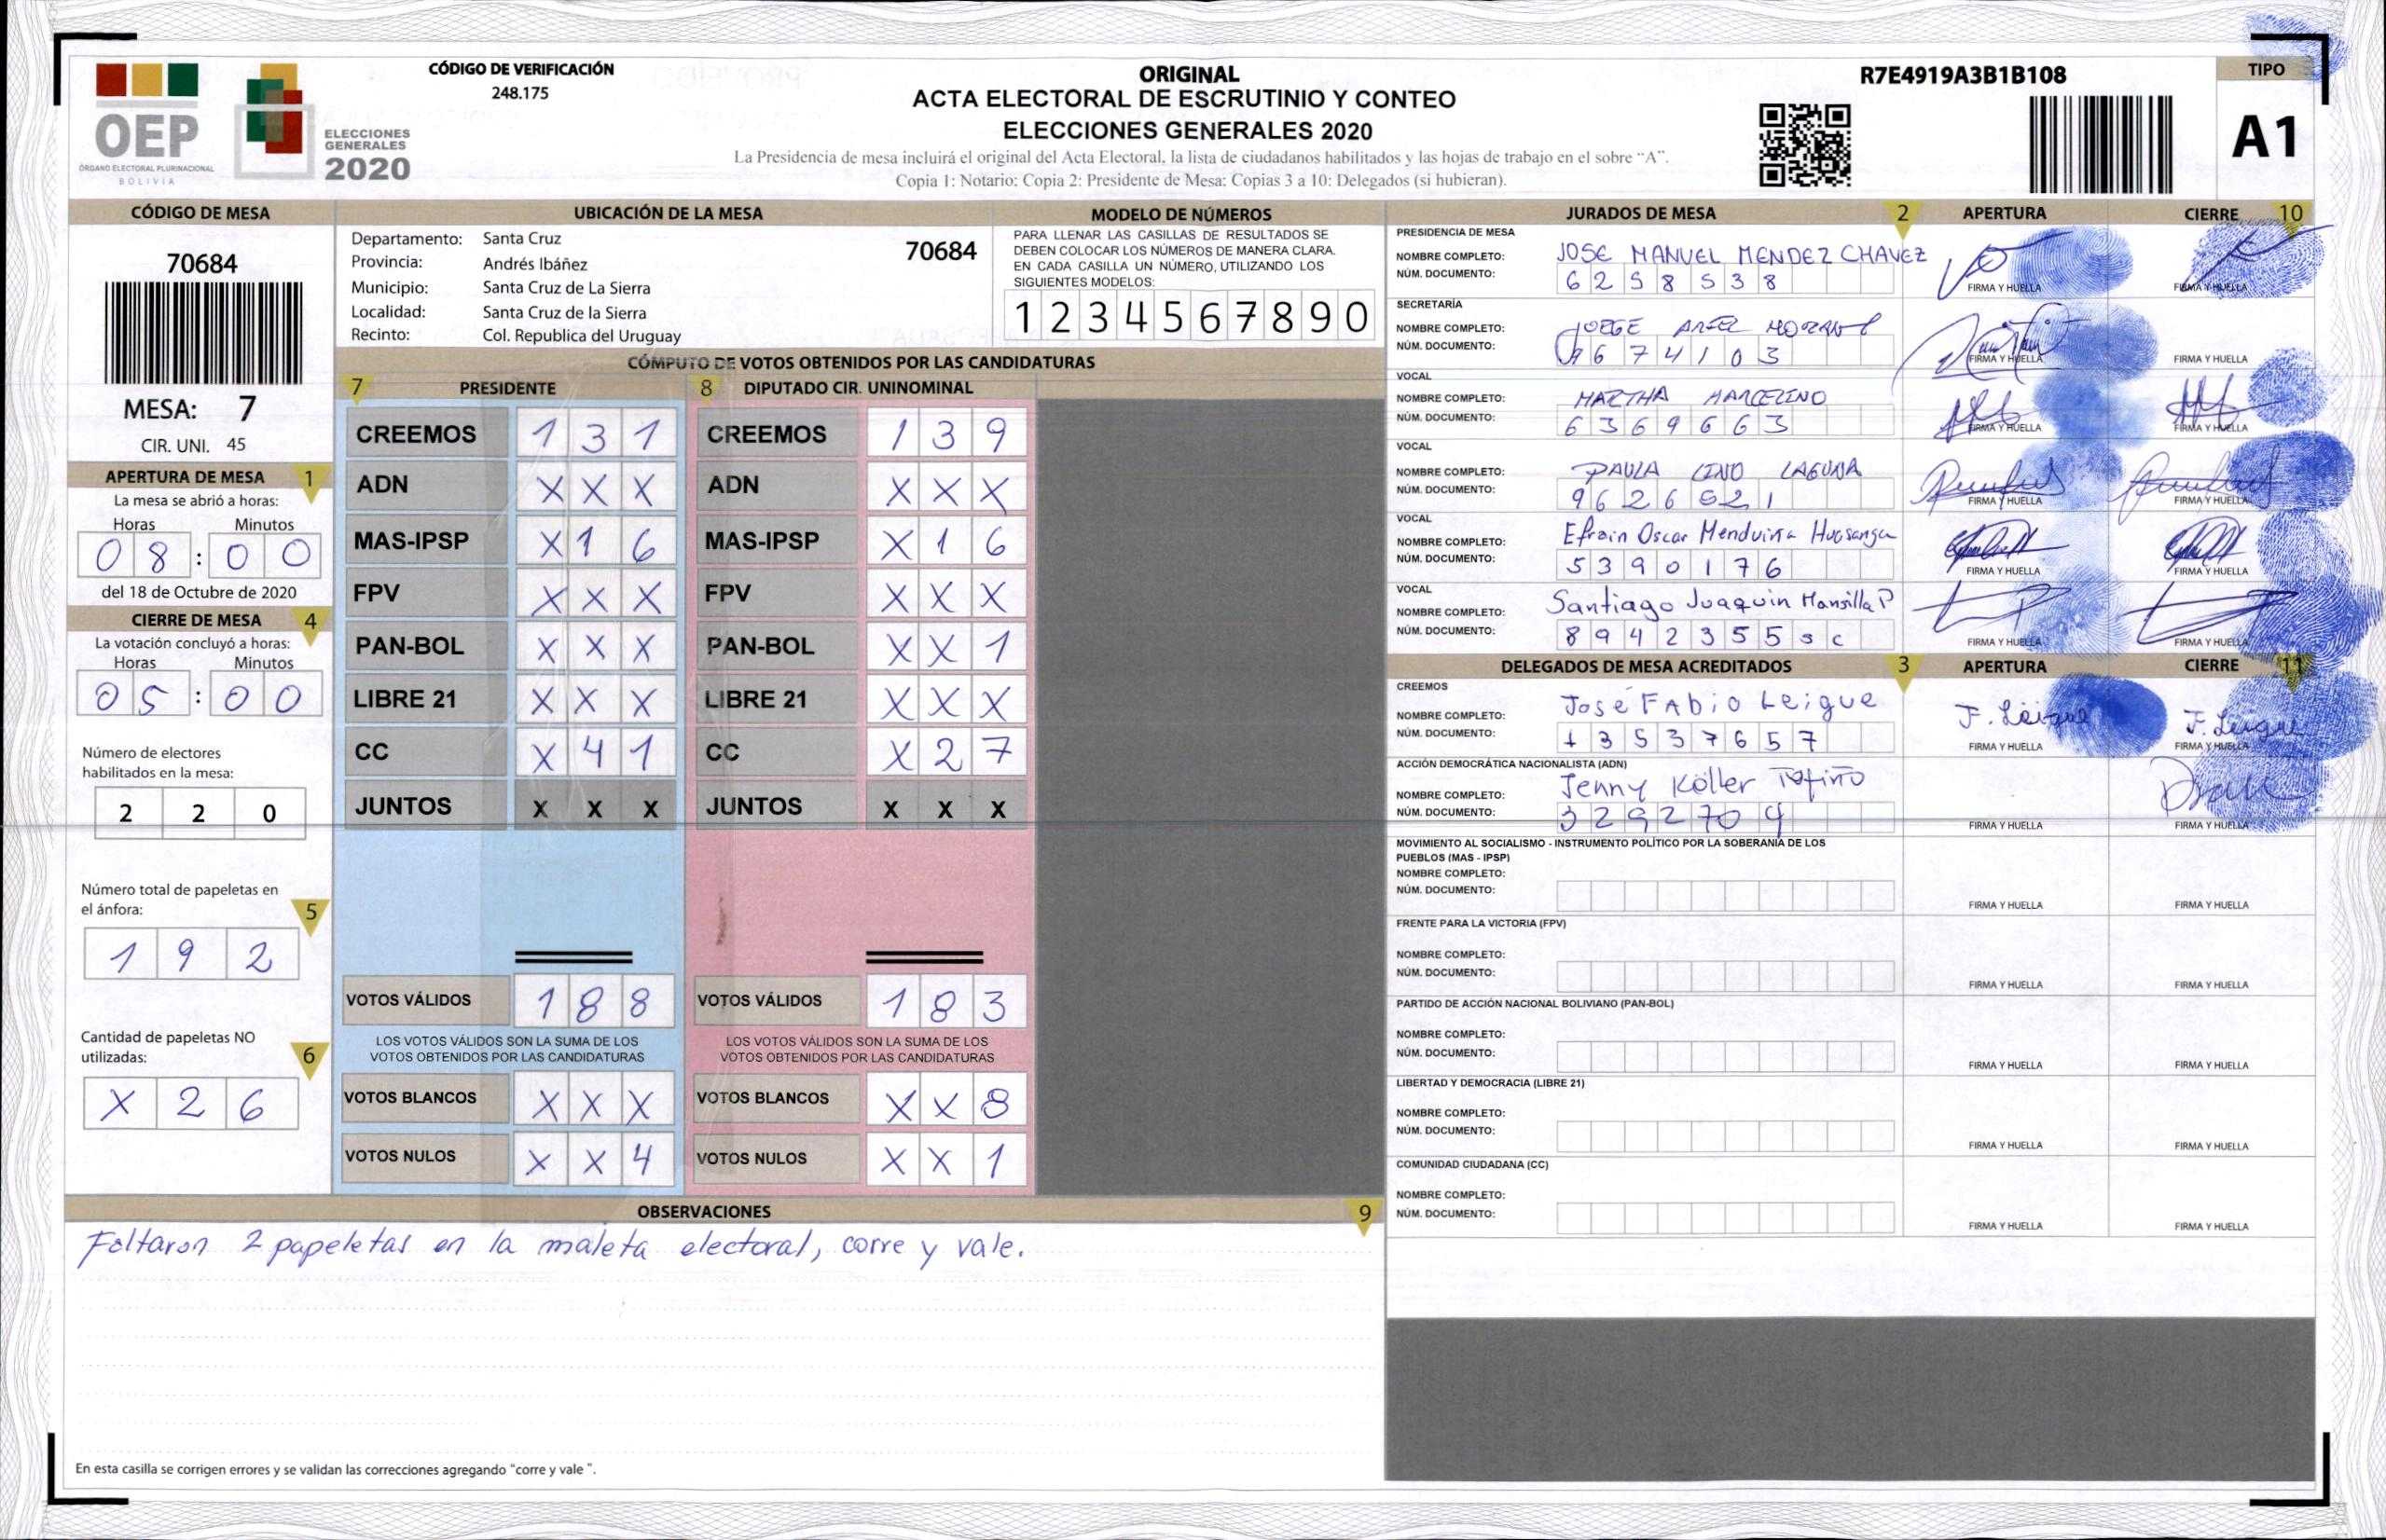 CÓDIGO DE VERIFICACIÓN
248.175
OEP
ÓRGANO ELECTORAL PLURINACIONAL
BOLIVIA
ELECCIONES
GENERALES
2020
ORIGINAL
ACTA ELECTORAL DE ESCRUTINIO Y CONTEO
ELECCIONES GENERALES 2020
La Presidencia de mesa incluirá el original del Acta Electoral, la lista de ciudadanos habilitados y las hojas de trabajo en el sobre "A".
Copia 1: Notario: Copia 2: Presidente de Mesa: Copias 3 a 10: Delegados (si hubieran).
R7E4919A3B1B108
TIPO
A1
CÓDIGO DE MESA
70684
MESA: 7
CIR. UNI. 45
APERTURA DE MESA 1
La mesa se abrió a horas:
Horas Minutos
0 8 : 0 0
del 18 de Octubre de 2020
CIERRE DE MESA 4
La votación concluyó a horas:
Horas Minutos
0 5 : 0 0
Número de electores
habilitados en la mesa:
2 2 0
Número total de papeletas en
el ánfora:
5
1 9 2
Cantidad de papeletas NO
utilizadas:
6
X 2 6
UBICACIÓN DE LA MESA
Departamento: Santa Cruz
70684
Provincia: Andrés Ibáñez
Municipio: Santa Cruz de La Sierra
Localidad: Santa Cruz de la Sierra
Recinto: Col. Republica del Uruguay
MODELO DE NÚMEROS
PARA LLENAR LAS CASILLAS DE RESULTADOS SE
DEBEN COLOCAR LOS NÚMEROS DE MANERA CLARA.
EN CADA CASILLA UN NÚMERO, UTILIZANDO LOS
SIGUIENTES MODELOS:
1 2 3 4 5 6 7 8 9 0
CÓMPUTO DE VOTOS OBTENIDOS POR LAS CANDIDATURAS
7 PRESIDENTE
CREEMOS 1 3 1
ADN X X X
MAS-IPSP X 1 6
FPV X X X
PAN-BOL X X X
LIBRE 21 X X X
CC X 4 1
JUNTOS X X X
VOTOS VÁLIDOS 1 8 8
LOS VOTOS VÁLIDOS SON LA SUMA DE LOS
VOTOS OBTENIDOS POR LAS CANDIDATURAS
VOTOS BLANCOS X X X
VOTOS NULOS X X 4
8 DIPUTADO CIR. UNINOMINAL
CREEMOS 1 3 9
ADN X X X
MAS-IPSP X 1 6
FPV X X X
PAN-BOL X X 1
LIBRE 21 X X X
CC X 2 7
JUNTOS X X X
VOTOS VÁLIDOS 1 8 3
LOS VOTOS VÁLIDOS SON LA SUMA DE LOS
VOTOS OBTENIDOS POR LAS CANDIDATURAS
VOTOS BLANCOS X X 8
VOTOS NULOS X X 1
OBSERVACIONES 9
Faltaron 2 papeletas en la maleta electoral, corre y vale.
En esta casilla se corrigen errores y se validan las correcciones agregando "corre y vale ".
JURADOS DE MESA 2 APERTURA CIERRE 10
PRESIDENCIA DE MESA
NOMBRE COMPLETO: JOSE MANUEL MENDEZ CHAVEZ
NÚM. DOCUMENTO: 6 2 5 8 5 3 8
FIRMA Y HUELLA FIRMA Y HUELLA
SECRETARÍA
NOMBRE COMPLETO: JORGE
NÚM. DOCUMENTO: 6 7 4 1 0 3
FIRMA Y HUELLA FIRMA Y HUELLA
VOCAL
NOMBRE COMPLETO: MARTHA MARCELINO
NÚM. DOCUMENTO: 6 3 6 9 6 6 3
FIRMA Y HUELLA FIRMA Y HUELLA
VOCAL
NOMBRE COMPLETO: PAULA LINO LAGUNA
NÚM. DOCUMENTO: 9 6 2 6 6 2 1
FIRMA Y HUELLA FIRMA Y HUELLA
VOCAL
NOMBRE COMPLETO: Efrain Oscar
NÚM. DOCUMENTO: 5 3 9 0 1 7 6
FIRMA Y HUELLA FIRMA Y HUELLA
VOCAL
NOMBRE COMPLETO: Santiago Joaquin Mansilla P
NÚM. DOCUMENTO: 8 9 4 2 3 5 5 s c
FIRMA Y HUELLA FIRMA Y HUELLA
DELEGADOS DE MESA ACREDITADOS 3 APERTURA CIERRE 11
CREEMOS
NOMBRE COMPLETO: José FAbio Leigue
NÚM. DOCUMENTO: 1 3 5 3 7 6 5 7
F. Leigue F. Leigue
FIRMA Y HUELLA FIRMA Y HUELLA
ACCIÓN DEMOCRÁTICA NACIONALISTA (ADN)
NOMBRE COMPLETO: Jenny Köller
NÚM. DOCUMENTO: 3 2 9 2 7 0 4
FIRMA Y HUELLA FIRMA Y HUELLA
MOVIMIENTO AL SOCIALISMO - INSTRUMENTO POLÍTICO POR LA SOBERANÍA DE LOS
PUEBLOS (MAS - IPSP)
NOMBRE COMPLETO:
NÚM. DOCUMENTO:
FIRMA Y HUELLA FIRMA Y HUELLA
FRENTE PARA LA VICTORIA (FPV)
NOMBRE COMPLETO:
NÚM. DOCUMENTO:
FIRMA Y HUELLA FIRMA Y HUELLA
PARTIDO DE ACCIÓN NACIONAL BOLIVIANO (PAN-BOL)
NOMBRE COMPLETO:
NÚM. DOCUMENTO:
FIRMA Y HUELLA FIRMA Y HUELLA
LIBERTAD Y DEMOCRACIA (LIBRE 21)
NOMBRE COMPLETO:
NÚM. DOCUMENTO:
FIRMA Y HUELLA FIRMA Y HUELLA
COMUNIDAD CIUDADANA (CC)
NOMBRE COMPLETO:
NÚM. DOCUMENTO:
FIRMA Y HUELLA FIRMA Y HUELLA